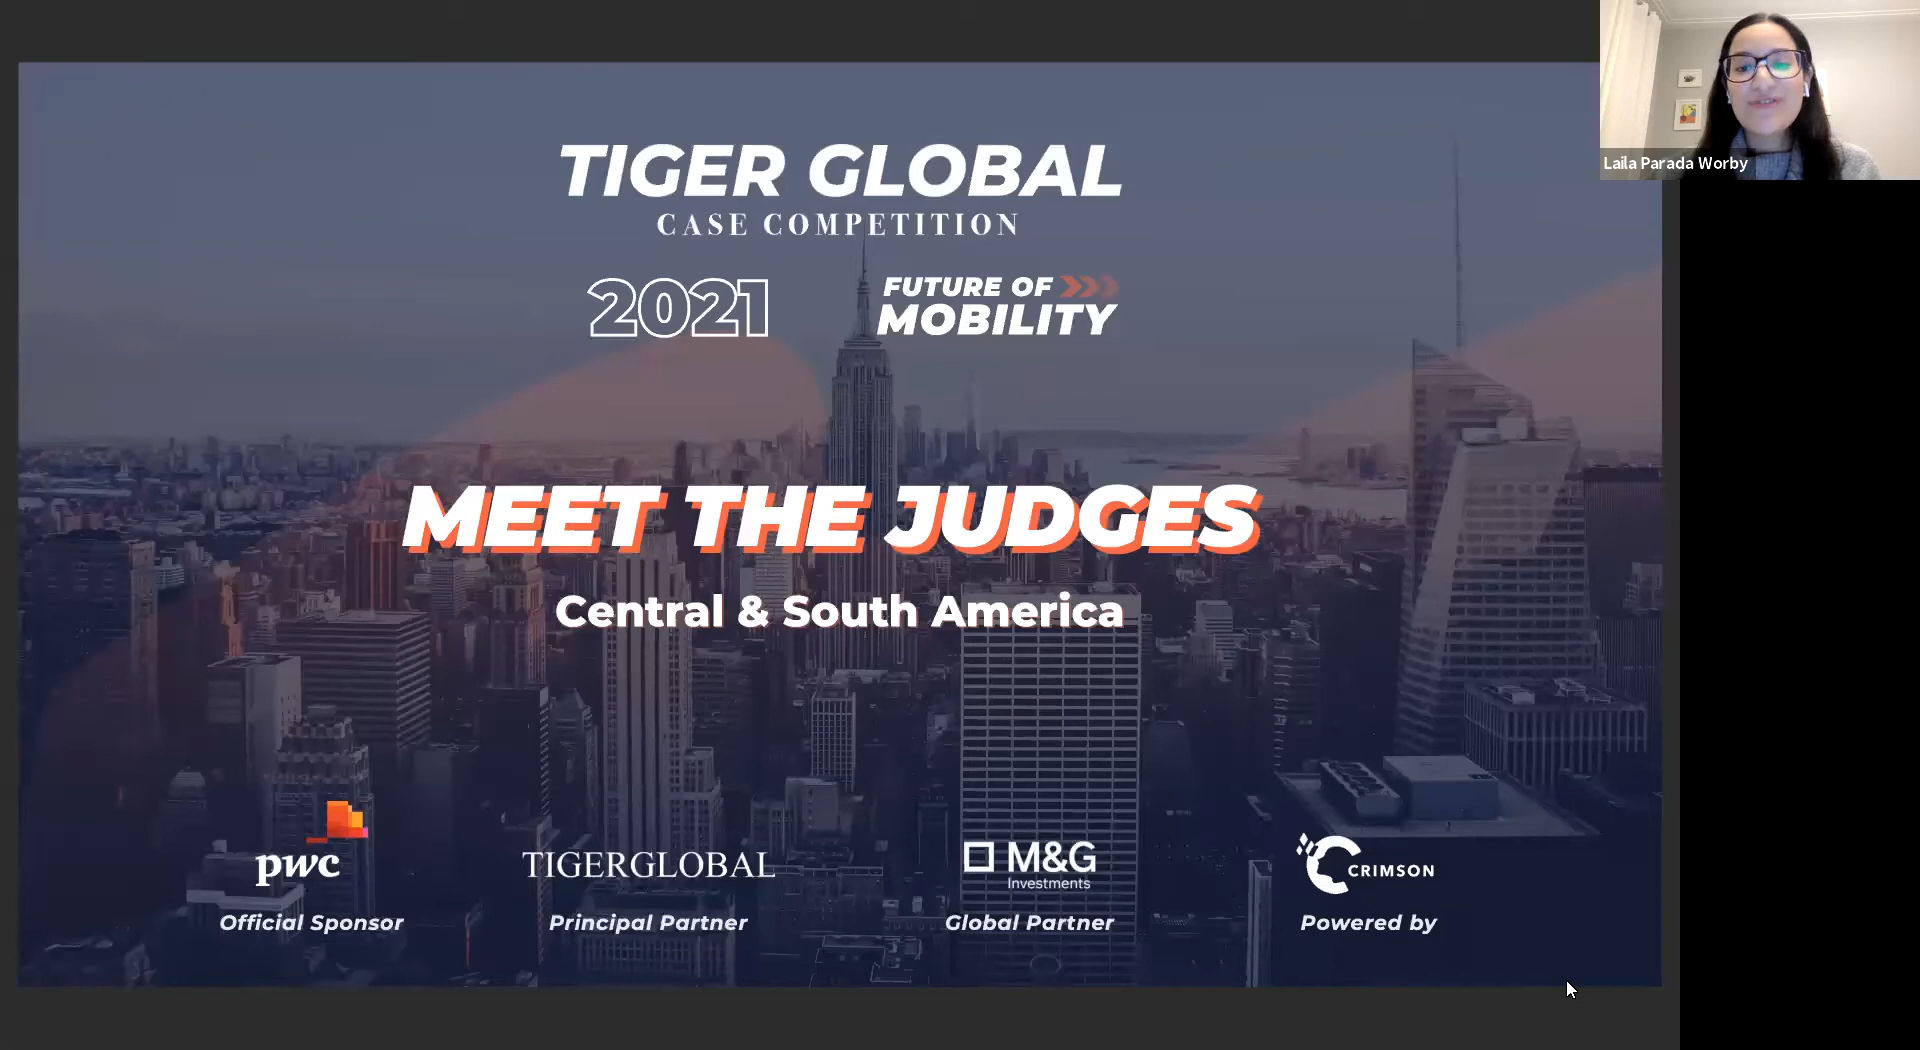 TIGER GLOBAL
CASE COMPETITION
2021
FUTURE OF
MOBILITY
MEET THE JUDGES
Central & South America
pwc
Official Sponsor
TIGERGLOBAL
Principal Partner
M&G
Investments
Global Partner
CRIMSON
Powered by
Laila Parada Worby